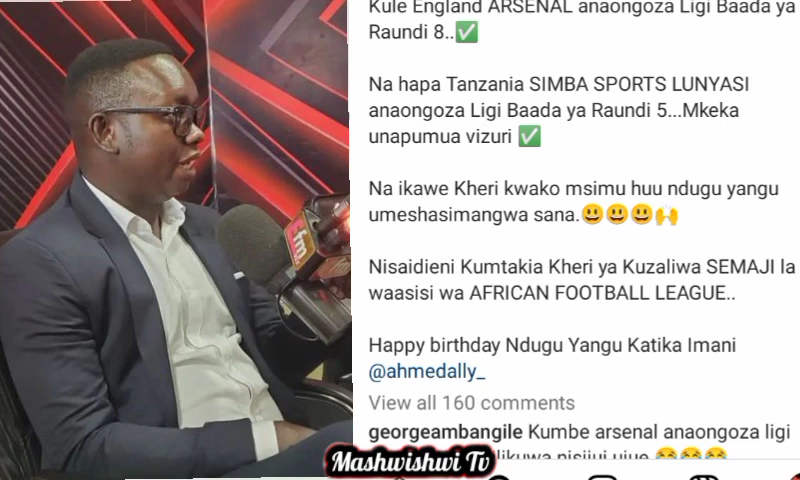 Kule England ARSENAL anaongoza Ligi Baada ya
Raundi 8..✅
Na hapa Tanzania SIMBA SPORTS LUNYASI
anaongoza Ligi Baada ya Raundi 5...Mkeka
unapumua vizuri ✅
Na ikawe Kheri kwako msimu huu ndugu yangu
umeshasimangwa sana.😃😃😃🙌
Nisaidieni Kumtakia Kheri ya Kuzaliwa SEMAJI la
waasisi wa AFRICAN FOOTBALL LEAGUE..
Happy birthday Ndugu Yangu Katika Imani
@ahmedally_
View all 160 comments
georgeambangile Kumbe arsenal anaongoza ligi
likuwa nisijui ujue 😂😂😂
fm
Mashwishwi Tv